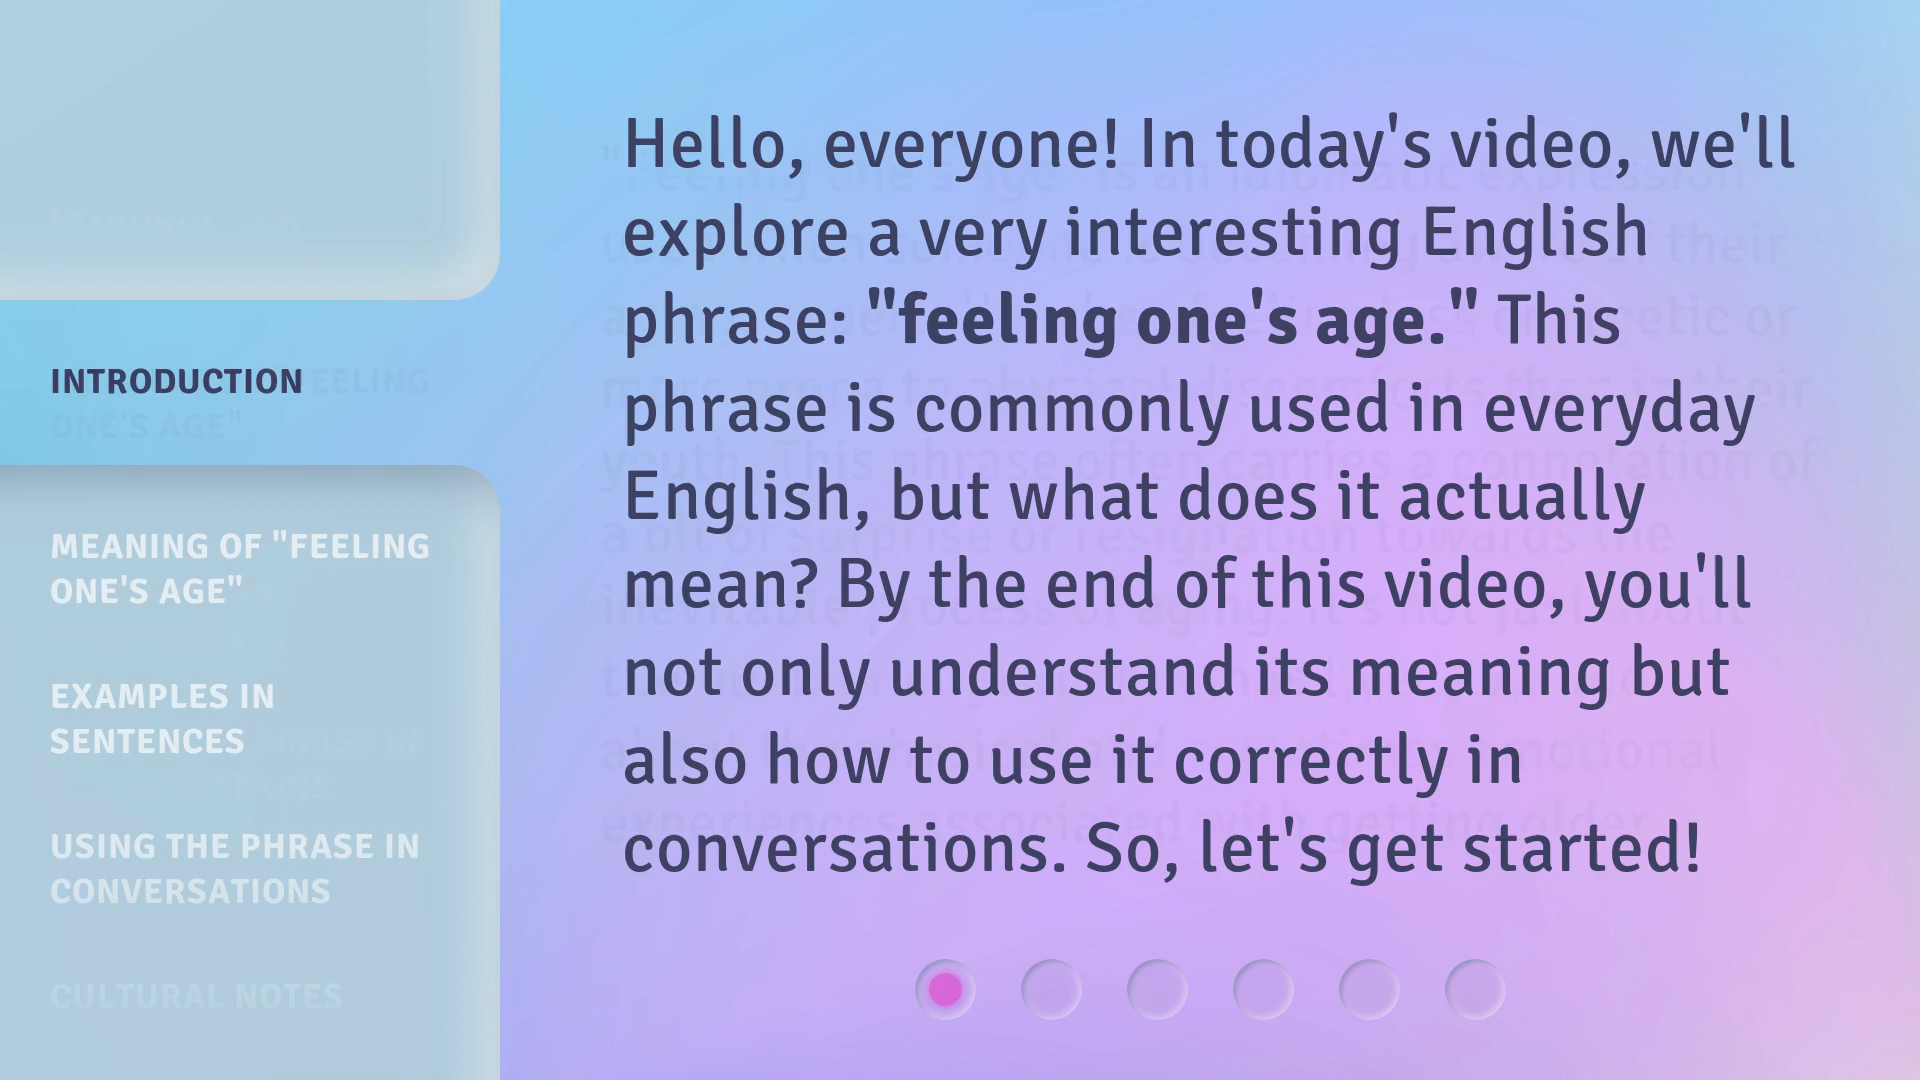 INTRODUCTION
MEANING OF "FEELING
ONE'S AGE"
EXAMPLES IN
SENTENCES
USING THE PHRASE IN
CONVERSATIONS
CULTURAL NOTES
Hello, everyone! In today's video, we'll
explore a very interesting English
phrase: "feeling one's age." This
phrase is commonly used in everyday
English, but what does it actually
mean? By the end of this video, you'll
not only understand its meaning but
also how to use it correctly in
conversations. So, let's get started!